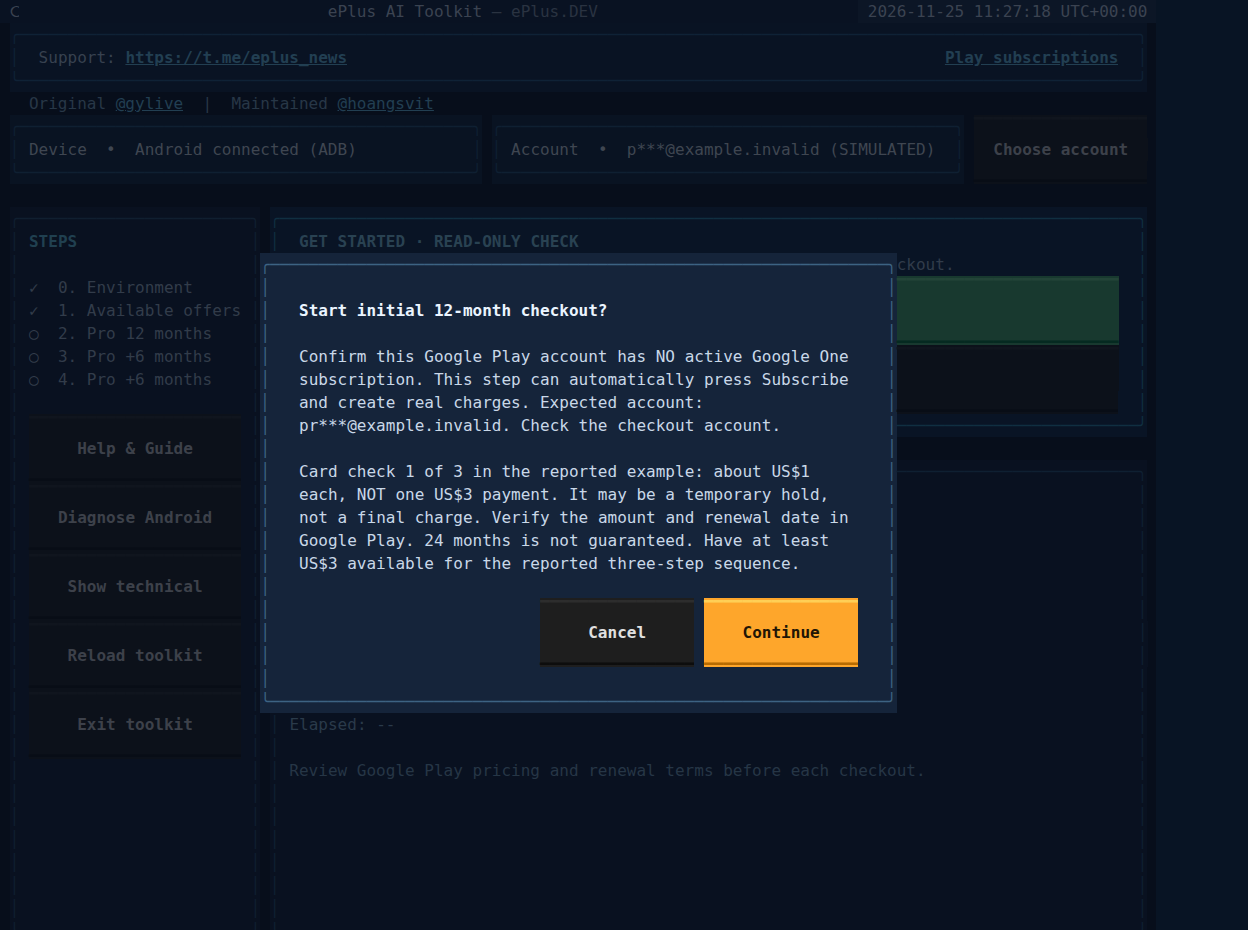 C
ePlus AI Toolkit — ePlus.DEV
2026-11-25 11:27:18 UTC+00:00
Support: https://t.me/eplus_news
Play subscriptions
Original @gylive | Maintained @hoangsvit
Device • Android connected (ADB)
Account • p***@example.invalid (SIMULATED)
Choose account
STEPS
✓ 0. Environment
✓ 1. Available offers
○ 2. Pro 12 months
○ 3. Pro +6 months
○ 4. Pro +6 months
Help & Guide
Diagnose Android
Show technical
Reload toolkit
Exit toolkit
GET STARTED · READ-ONLY CHECK
ckout.
Start initial 12-month checkout?
Confirm this Google Play account has NO active Google One
subscription. This step can automatically press Subscribe
and create real charges. Expected account:
pr***@example.invalid. Check the checkout account.
Card check 1 of 3 in the reported example: about US$1
each, NOT one US$3 payment. It may be a temporary hold,
not a final charge. Verify the amount and renewal date in
Google Play. 24 months is not guaranteed. Have at least
US$3 available for the reported three-step sequence.
Cancel
Continue
Elapsed: --
Review Google Play pricing and renewal terms before each checkout.